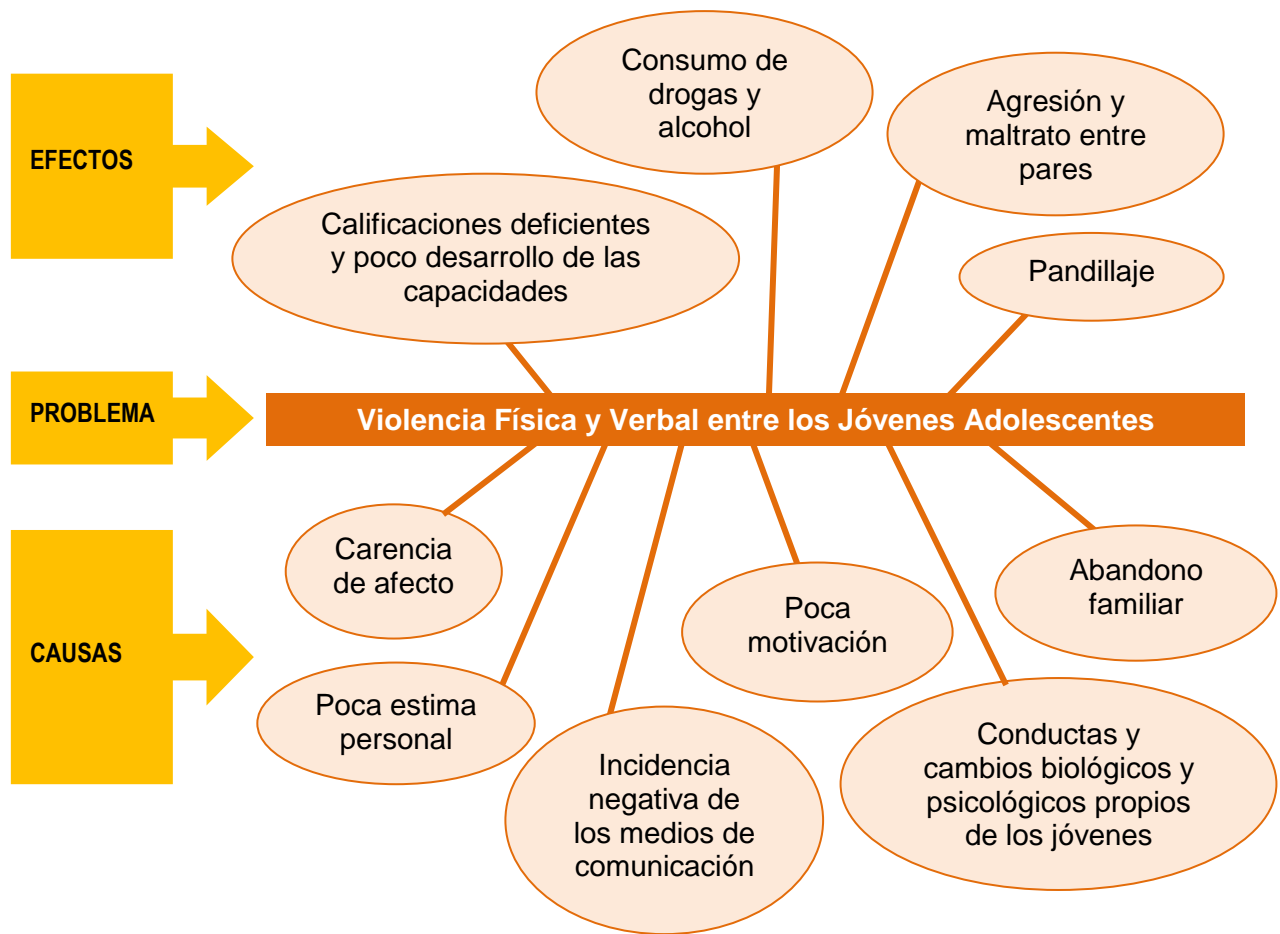 EFECTOS
Consumo de
drogas y
alcohol
Agresión y
maltrato entre
pares
Calificaciones deficientes
y poco desarrollo de las
capacidades
Pandillaje
PROBLEMA
Violencia Física y Verbal entre los Jóvenes Adolescentes
CAUSAS
Carencia
de afecto
Poca
motivación
Abandono
familiar
Poca estima
personal
Incidencia
negativa de
los medios de
comunicación
Conductas y
cambios biológicos y
psicológicos propios
de los jóvenes